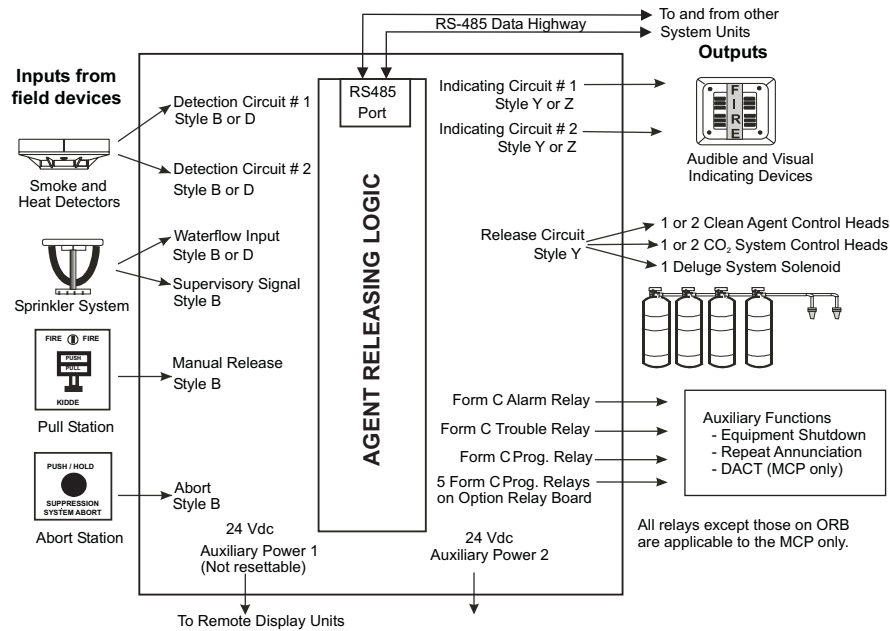 RS-485 Data Highway
To and from other
System Units
Inputs from
field devices
Smoke and
Heat Detectors
Sprinkler System
FIRE FIRE
PUSH
PULL
KIDDE
Pull Station
PUSH / HOLD
SUPPRESSION
SYSTEM ABORT
Abort Station
Detection Circuit # 1
Style B or D
Detection Circuit # 2
Style B or D
Waterflow Input
Style B or D
Supervisory Signal
Style B
Manual Release
Style B
Abort
Style B
24 Vdc
Auxiliary Power 1
(Not resettable)
To Remote Display Units
RS485
Port
AGENT RELEASING LOGIC
Indicating Circuit # 1
Style Y or Z
Indicating Circuit # 2
Style Y or Z
Release Circuit
Style Y
Form C Alarm Relay
Form C Trouble Relay
Form C Prog. Relay
5 Form C Prog. Relays
on Option Relay Board
24 Vdc
Auxiliary Power 2
Outputs
FIRE
Audible and Visual
Indicating Devices
1 or 2 Clean Agent Control Heads
1 or 2 CO2 System Control Heads
1 Deluge System Solenoid
Auxiliary Functions
- Equipment Shutdown
- Repeat Annunciation
- DACT (MCP only)
All relays except those on ORB
are applicable to the MCP only.